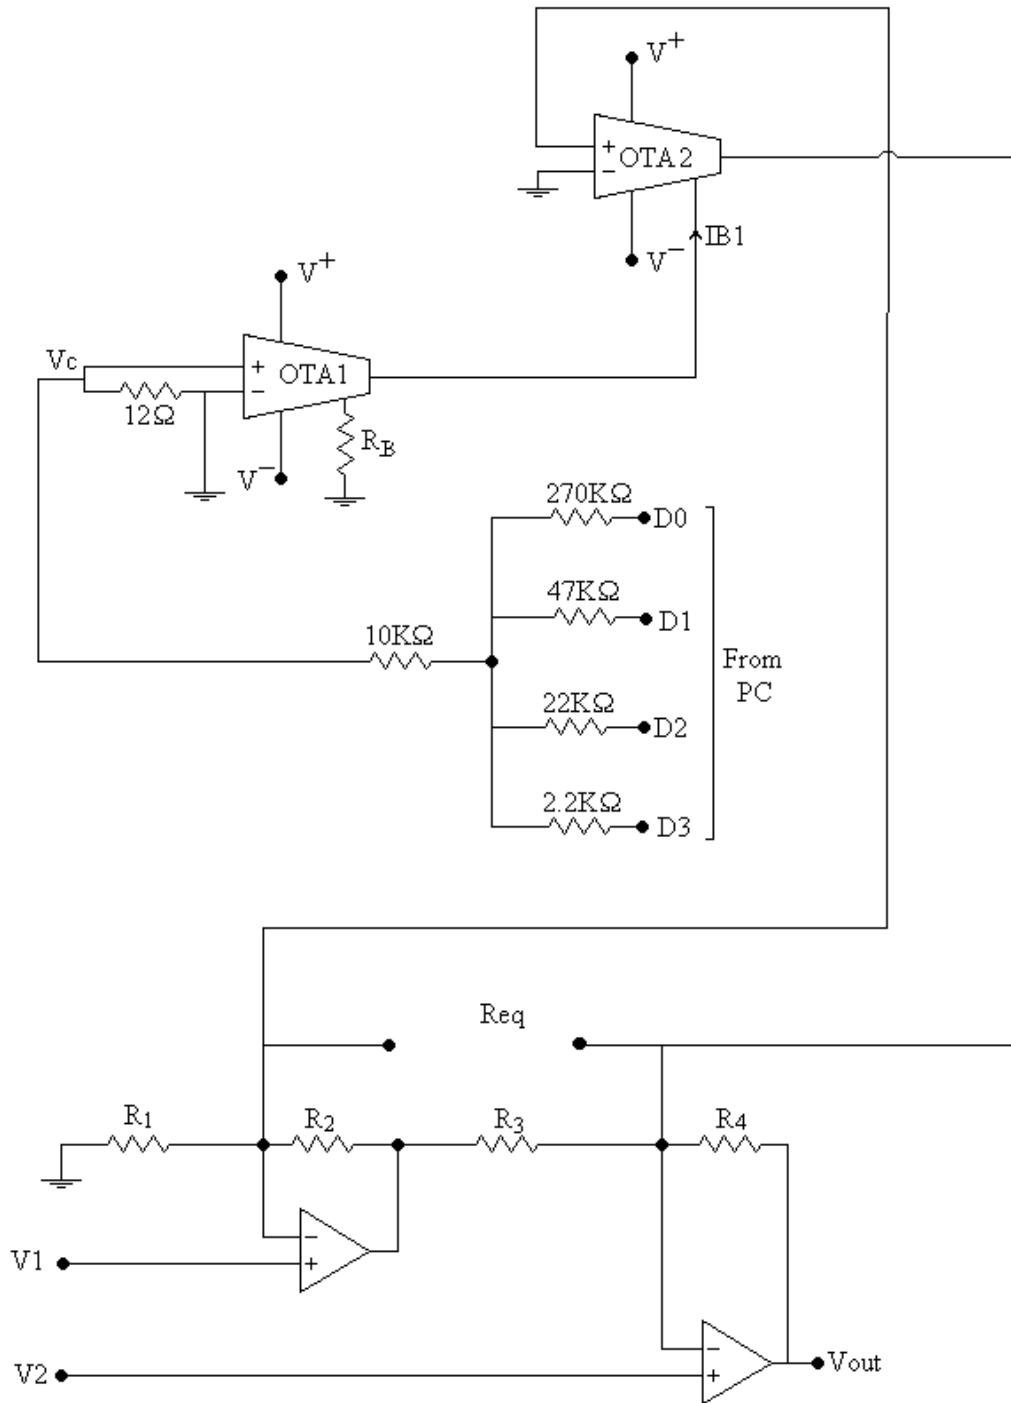 V+
+
OTA2
−
IB1
V−
V+
Vc
+
OTA1
−
12Ω
RB
V−
270KΩ
D0
47KΩ
D1
10KΩ
From
PC
22KΩ
D2
2.2KΩ
D3
Req
R1
R2
R3
R4
−
V1
+
−
V2
+
Vout